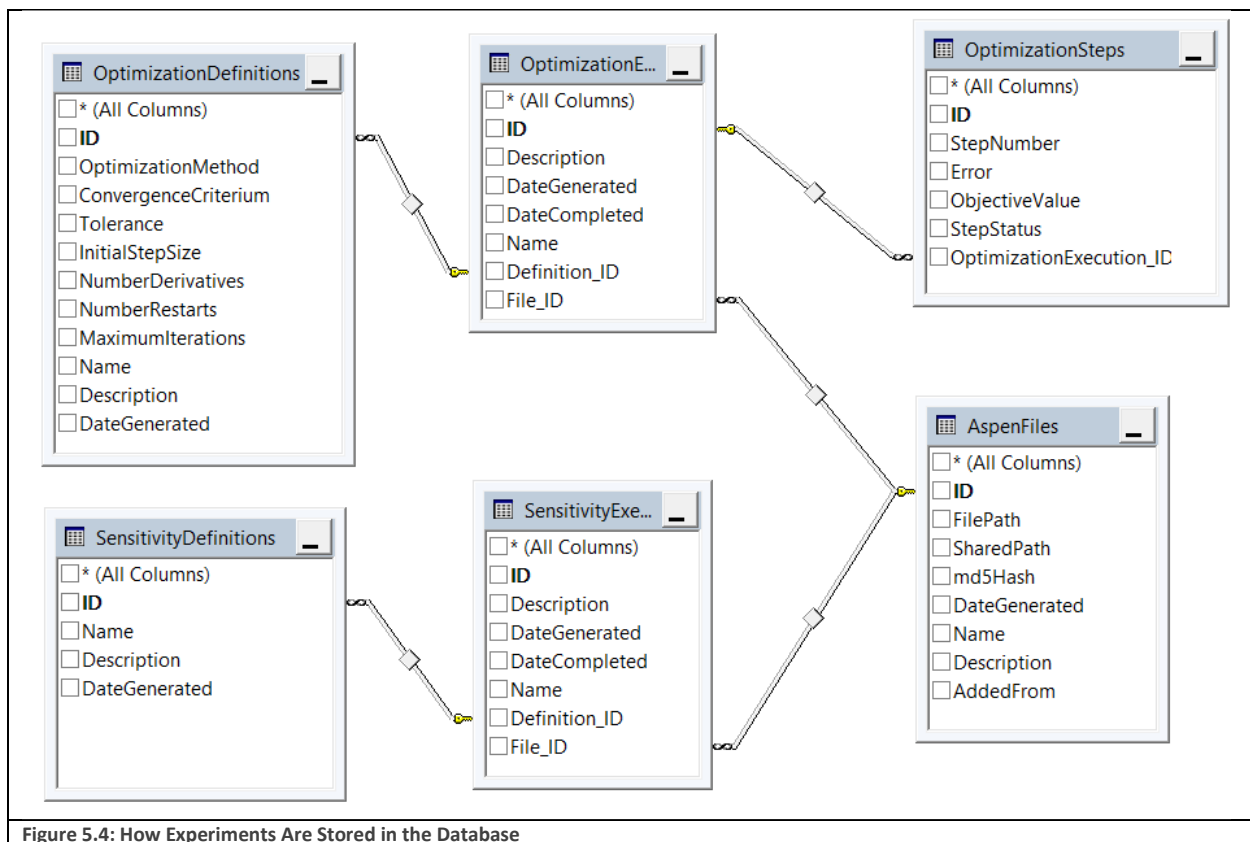 OptimizationDefinitions
* (All Columns)
ID
OptimizationMethod
ConvergenceCriterium
Tolerance
InitialStepSize
NumberDerivatives
NumberRestarts
MaximumIterations
Name
Description
DateGenerated
OptimizationE...
* (All Columns)
ID
Description
DateGenerated
DateCompleted
Name
Definition_ID
File_ID
OptimizationSteps
* (All Columns)
ID
StepNumber
Error
ObjectiveValue
StepStatus
OptimizationExecution_ID
SensitivityDefinitions
* (All Columns)
ID
Name
Description
DateGenerated
SensitivityExe...
* (All Columns)
ID
Description
DateGenerated
DateCompleted
Name
Definition_ID
File_ID
AspenFiles
* (All Columns)
ID
FilePath
SharedPath
md5Hash
DateGenerated
Name
Description
AddedFrom
Figure 5.4: How Experiments Are Stored in the Database